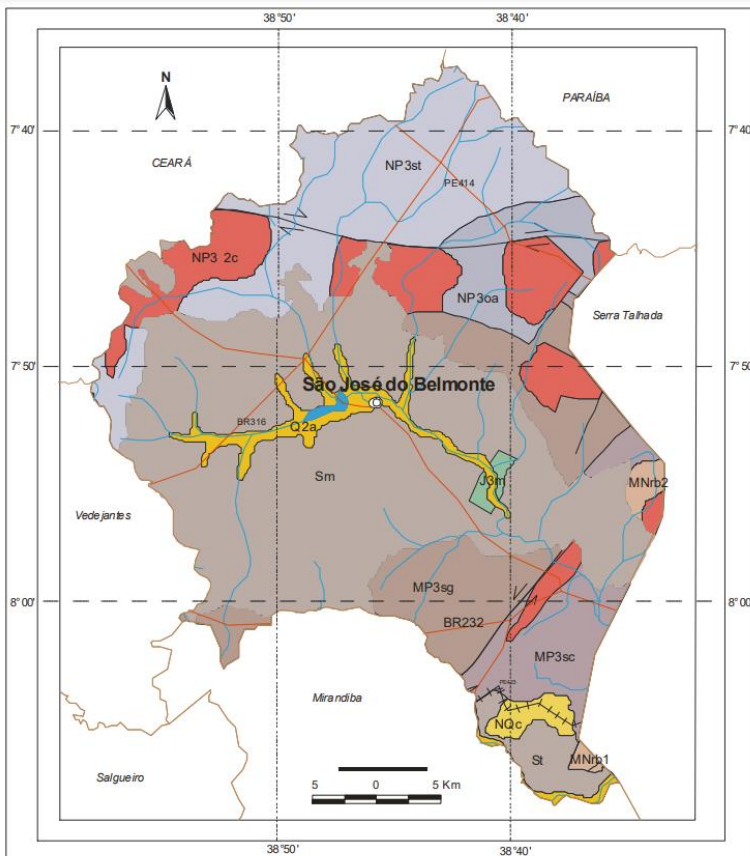 38°50' 38°40'
N
PARAÍBA
7°40' 7°40'
CEARÁ
NP3st
PE414
NP3 2c
NP3oa
Serra Talhada
7°50' 7°50'
São José do Belmonte
BR316
Q2a
Sm
J3m
MNrb2
Vedejantes
MP3sg
8°00' 8°00'
BR232
MP3sc
Mirandiba
NQc
St
MNrb1
Salgueiro
5 0 5 Km
38°50' 38°40'